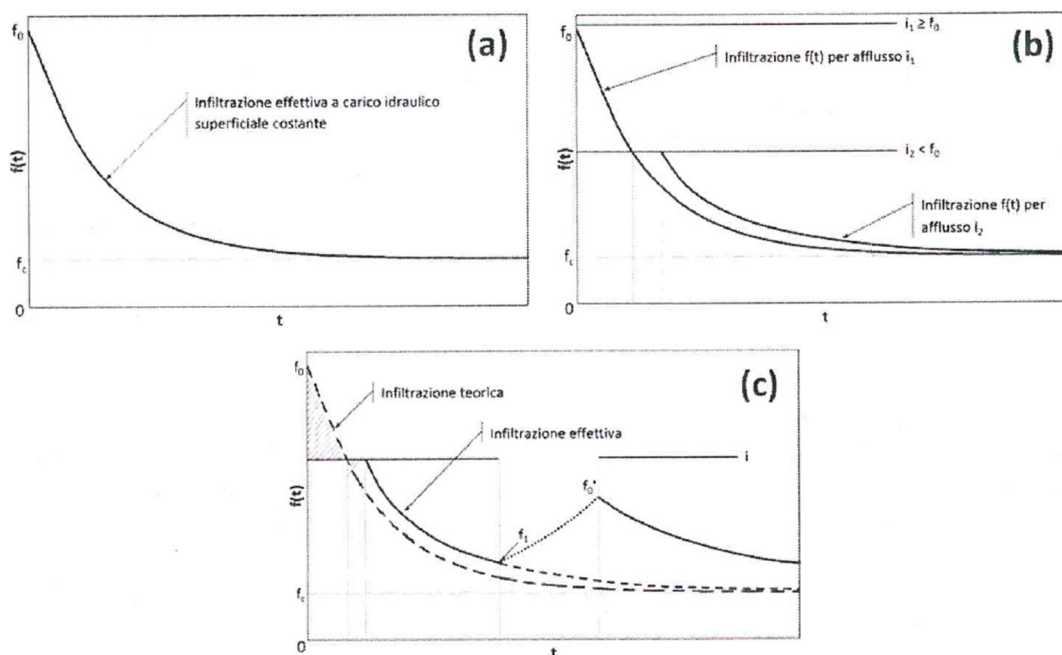 f₀
(a)
Infiltrazione effettiva a carico idraulico
superficiale costante
f(t)
f꜀
0
t
f₀
i₁ ≥ f₀
(b)
Infiltrazione f(t) per afflusso i₁
i₂ < f₀
f(t)
Infiltrazione f(t) per
afflusso i₂
f꜀
0
t
f₀
(c)
Infiltrazione teorica
Infiltrazione effettiva
i
f₀'
f(t)
f₁
f꜀
0
t